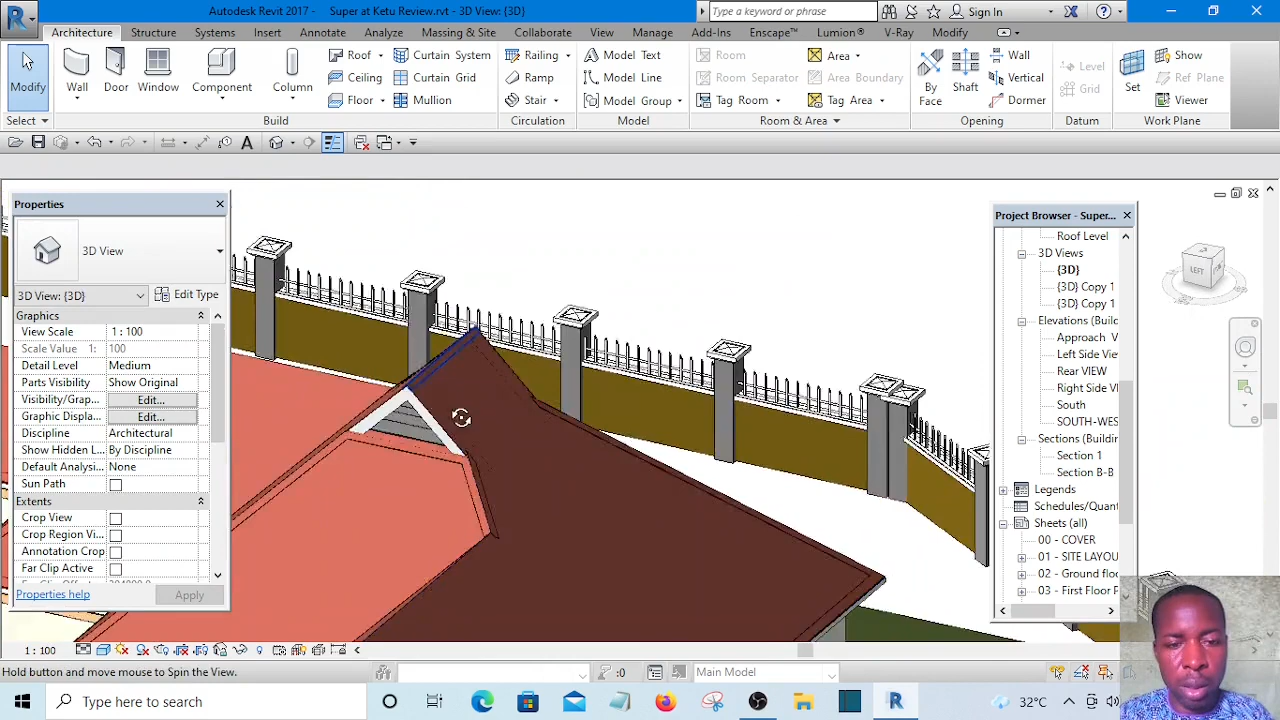 Autodesk Revit 2017 - Super at Ketu Review.rvt - 3D View: {3D}
Type a keyword or phrase
Sign In
Architecture Structure Systems Insert Annotate Analyze Massing & Site Collaborate View Manage Add-Ins Enscape™ Lumion® V-Ray Modify
Modify
Wall
Door
Window
Component
Column
Roof
Ceiling
Floor
Curtain System
Curtain Grid
Mullion
Railing
Ramp
Stair
Model Text
Model Line
Model Group
Room
Room Separator
Tag Room
Area
Area Boundary
Tag Area
By Face
Shaft
Wall
Vertical
Dormer
Level
Grid
Set
Show
Ref Plane
Viewer
Select
Build
Circulation
Model
Room & Area
Opening
Datum
Work Plane
Properties
3D View
3D View: {3D}
Edit Type
Graphics
View Scale 1 : 100
Scale Value 1: 100
Detail Level Medium
Parts Visibility Show Original
Visibility/Grap... Edit...
Graphic Displa... Edit...
Discipline Architectural
Show Hidden L... By Discipline
Default Analysi... None
Sun Path
Extents
Crop View
Crop Region Vi...
Annotation Crop
Far Clip Active
Properties help
Apply
Project Browser - Super...
Roof Level
3D Views
{3D}
{3D} Copy 1
{3D} Copy 1
Elevations (Build
Approach V
Left Side Vi
Rear VIEW
Right Side V
South
SOUTH-WES
Sections (Building
Section 1
Section B-B
Legends
Schedules/Quant
Sheets (all)
00 - COVER
01 - SITE LAYOU
02 - Ground floo
03 - First Floor P
LEFT
1 : 100
Hold button and move mouse to Spin the View.
:0
Main Model
Type here to search
32°C